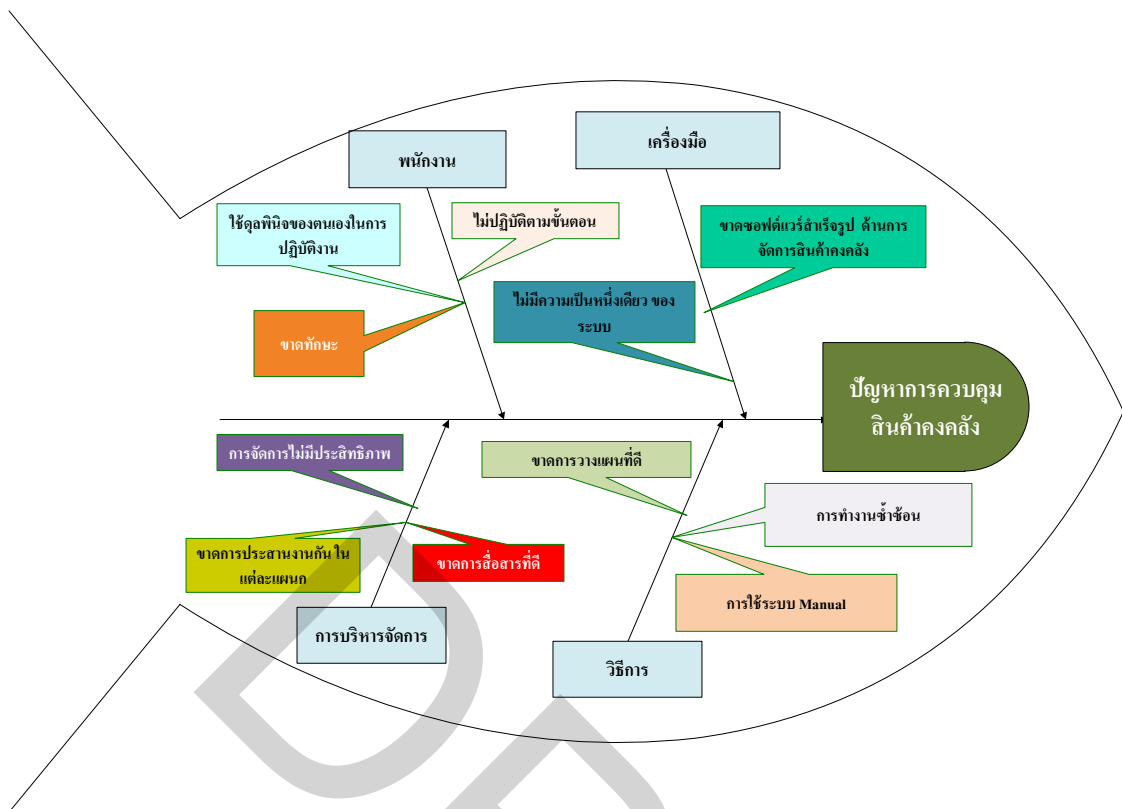 เครื่องมือ
พนักงาน
ใช้ดุลพินิจของตนเองในการ
ปฏิบัติงาน
ไม่ปฏิบัติตามขั้นตอน
ขาดซอฟต์แวร์สำเร็จรูป ด้านการ
จัดการสินค้าคงคลัง
ไม่มีความเป็นหนึ่งเดียว ของ
ระบบ
ขาดทักษะ
ปัญหาการควบคุม
สินค้าคงคลัง
การจัดการไม่มีประสิทธิภาพ
ขาดการวางแผนที่ดี
การทำงานซ้ำซ้อน
ขาดการประสานงานกัน ใน
แต่ละแผนก
ขาดการสื่อสารที่ดี
การใช้ระบบ Manual
การบริหารจัดการ
วิธีการ